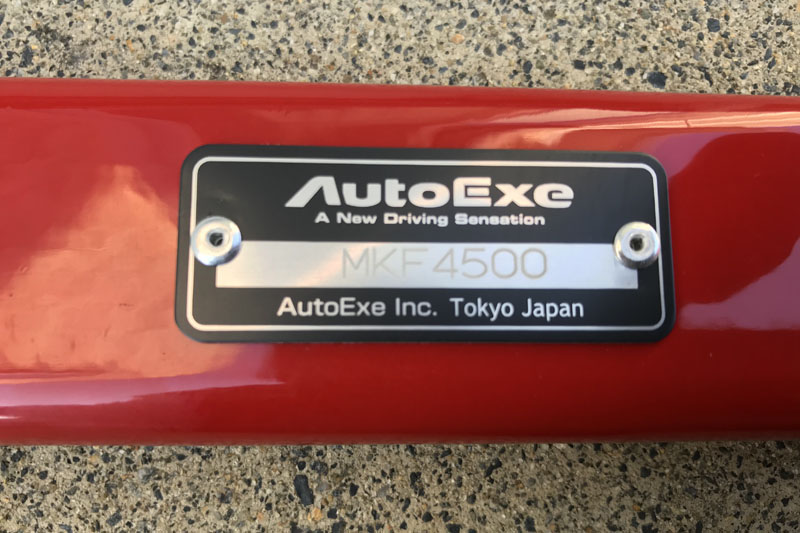 AutoExe
A New Driving Sensation
MKF4500
AutoExe Inc. Tokyo Japan